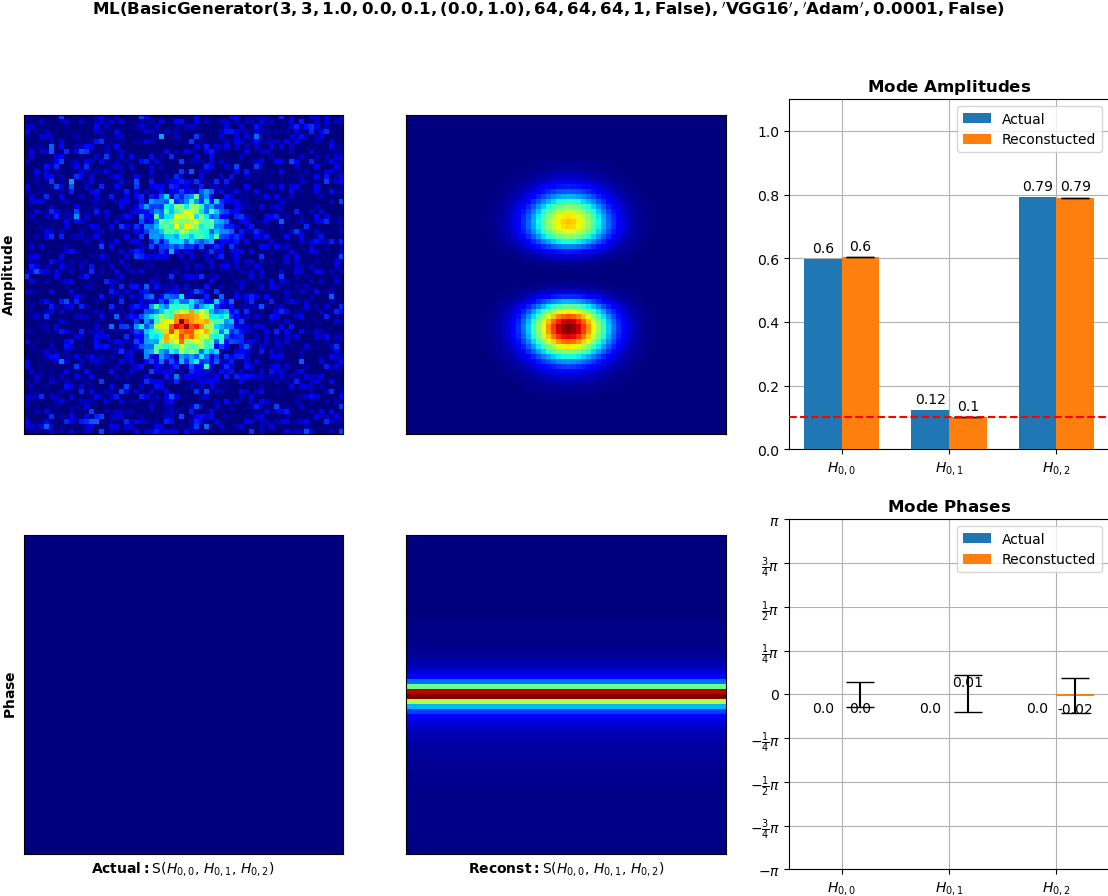 ML(BasicGenerator(3, 3, 1.0, 0.0, 0.1, (0.0, 1.0), 64, 64, 64, 1, False), ′VGG16′, ′Adam′, 0.0001, False)
Amplitude
Mode Amplitudes
Actual
Reconstucted
1.0
0.8
0.6
0.4
0.2
0.0
0.6 0.6
0.12 0.1
0.79 0.79
H0,0 H0,1 H0,2
Phase
Actual: S(H0,0, H0,1, H0,2)
Reconst: S(H0,0, H0,1, H0,2)
Mode Phases
Actual
Reconstucted
π
3/4π
1/2π
1/4π
0
−1/4π
−1/2π
−3/4π
−π
0.0 0.0
0.0 0.01
0.0 -0.02
H0,0 H0,1 H0,2